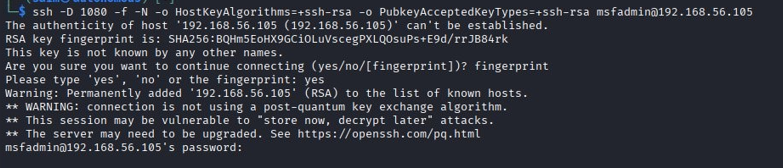 $ ssh -D 1080 -f -N -o HostKeyAlgorithms=+ssh-rsa -o PubkeyAcceptedKeyTypes=+ssh-rsa msfadmin@192.168.56.105
The authenticity of host '192.168.56.105 (192.168.56.105)' can't be established.
RSA key fingerprint is: SHA256:BQHm5EoHX9GCiOLuVscegPXLQOsuPs+E9d/rrJB84rk
This key is not known by any other names.
Are you sure you want to continue connecting (yes/no/[fingerprint])? fingerprint
Please type 'yes', 'no' or the fingerprint: yes
Warning: Permanently added '192.168.56.105' (RSA) to the list of known hosts.
** WARNING: connection is not using a post-quantum key exchange algorithm.
** This session may be vulnerable to "store now, decrypt later" attacks.
** The server may need to be upgraded. See https://openssh.com/pq.html
msfadmin@192.168.56.105's password: